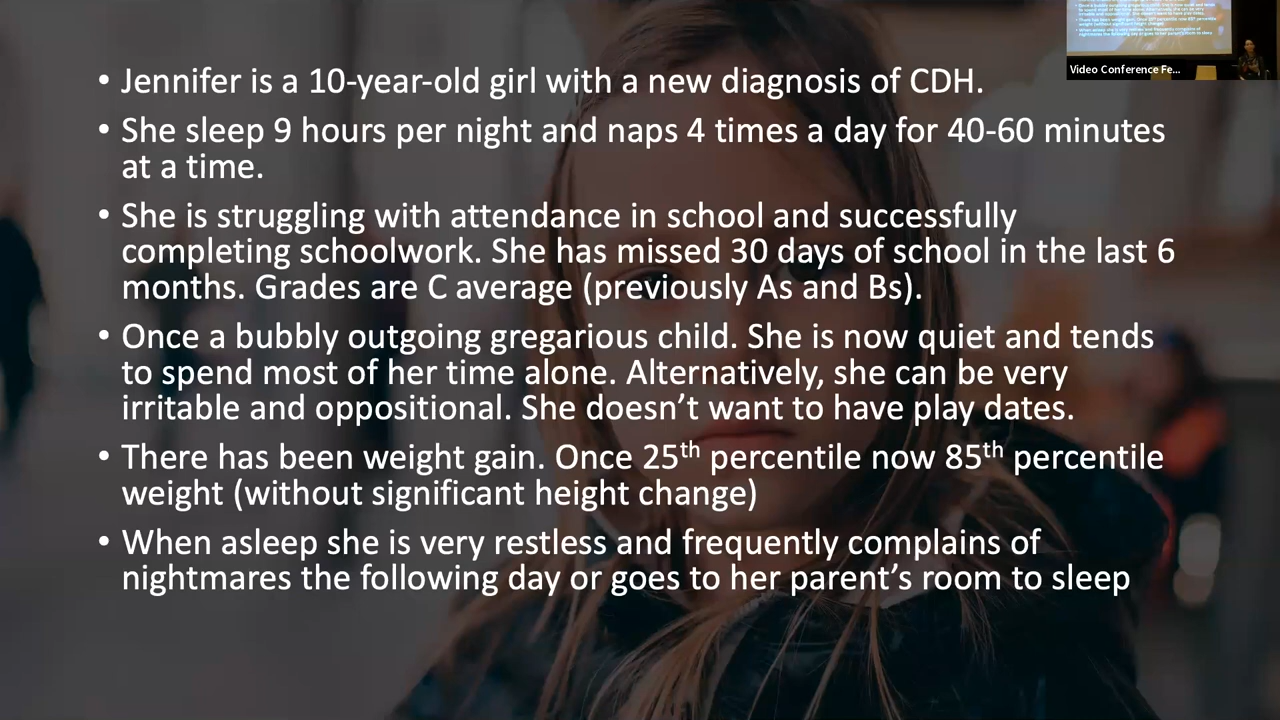 • Jennifer is a 10-year-old girl with a new diagnosis of CDH.
• She sleep 9 hours per night and naps 4 times a day for 40-60 minutes
at a time.
• She is struggling with attendance in school and successfully
completing schoolwork. She has missed 30 days of school in the last 6
months. Grades are C average (previously As and Bs).
• Once a bubbly outgoing gregarious child. She is now quiet and tends
to spend most of her time alone. Alternatively, she can be very
irritable and oppositional. She doesn’t want to have play dates.
• There has been weight gain. Once 25th percentile now 85th percentile
weight (without significant height change)
• When asleep she is very restless and frequently complains of
nightmares the following day or goes to her parent’s room to sleep
Video Conference Fe...